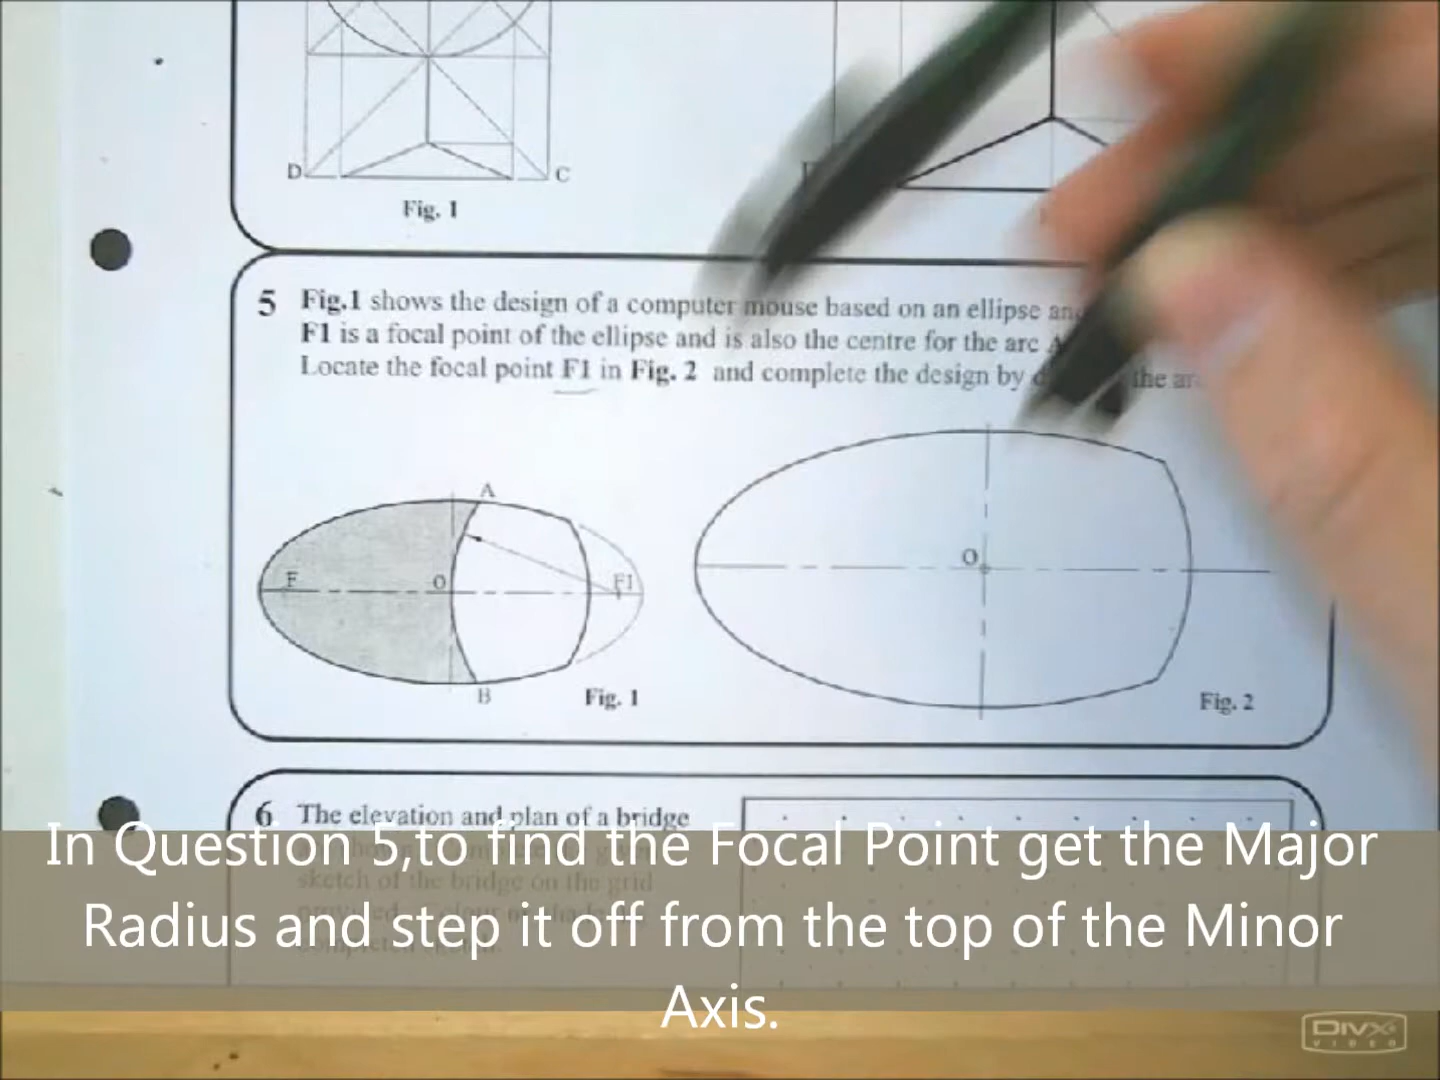 D
C
Fig. 1
5 Fig.1 shows the design of a computer mouse based on an ellipse
F1 is a focal point of the ellipse and is also the centre for the arc
Locate the focal point F1 in Fig. 2 and complete the design by the
A
F
O
F1
B
Fig. 1
O
Fig. 2
6 The elevation and plan of a bridge
sketch of the bridge on the grid
In Question 5,to find the Focal Point get the Major
Radius and step it off from the top of the Minor
Axis.
DIVX
VIDEO